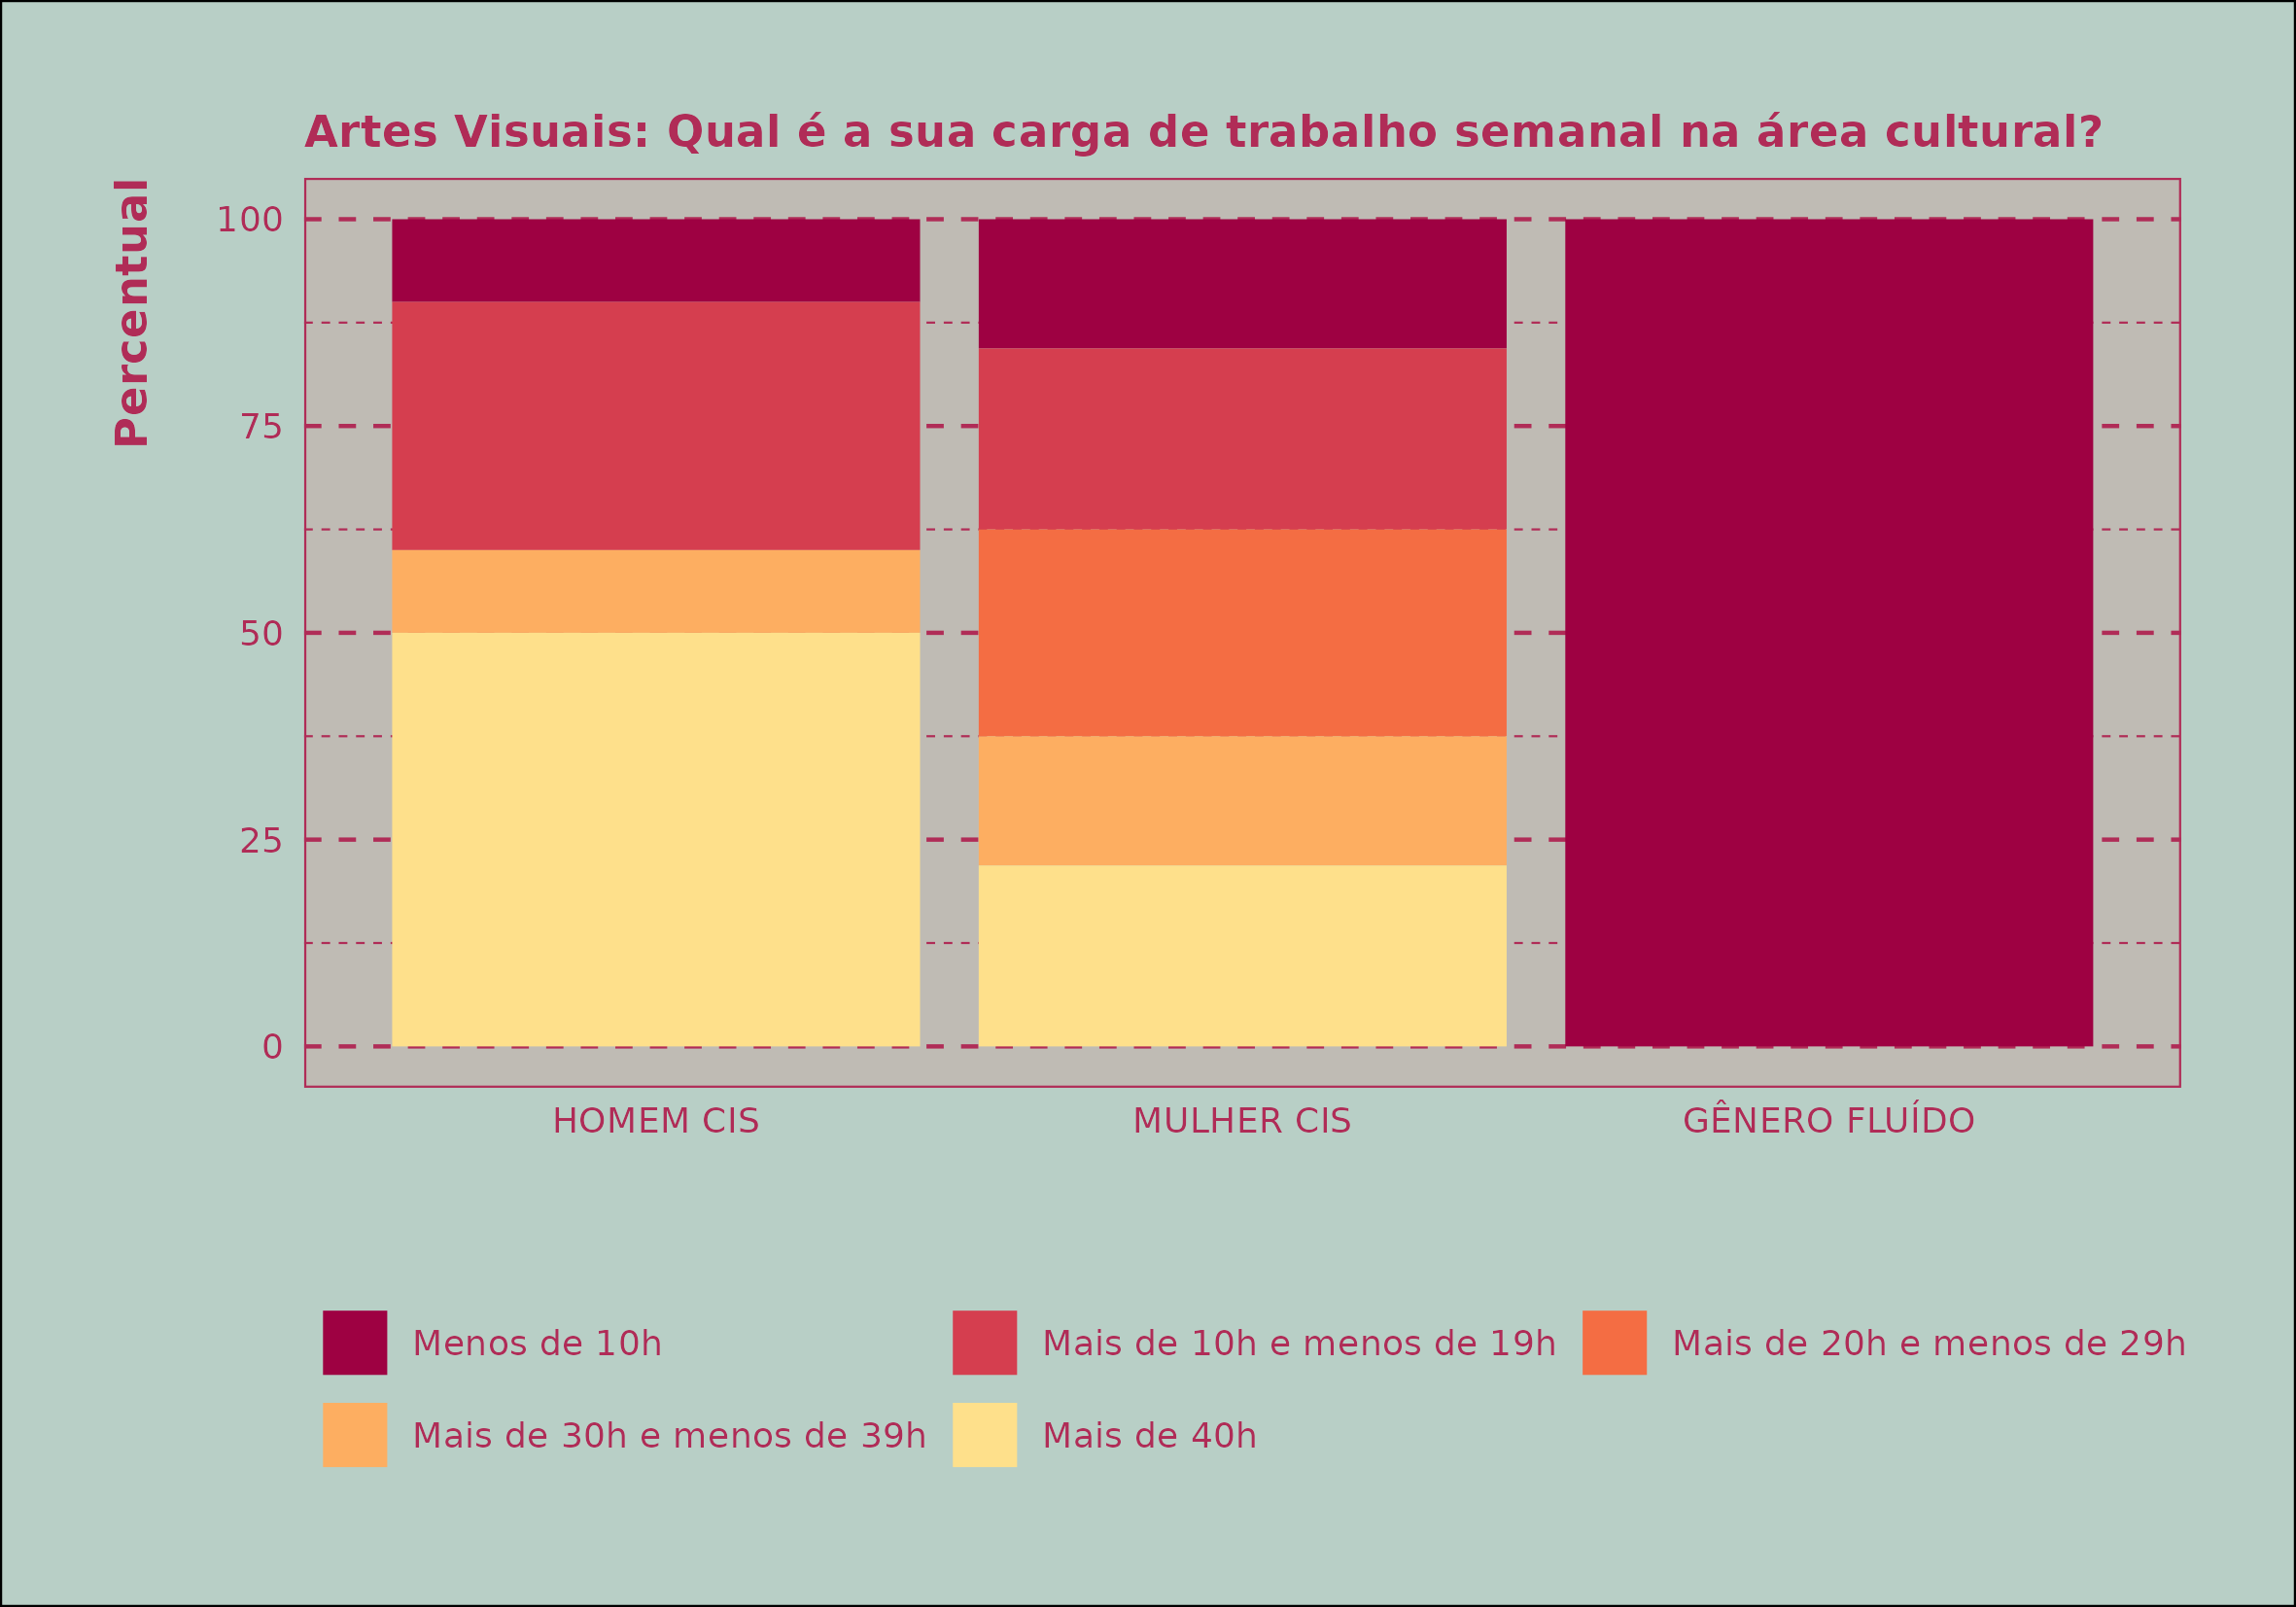 Artes Visuais: Qual é a sua carga de trabalho semanal na área cultural?
Percentual
100
75
50
25
0
HOMEM CIS
MULHER CIS
GÊNERO FLUÍDO
Menos de 10h
Mais de 10h e menos de 19h
Mais de 20h e menos de 29h
Mais de 30h e menos de 39h
Mais de 40h